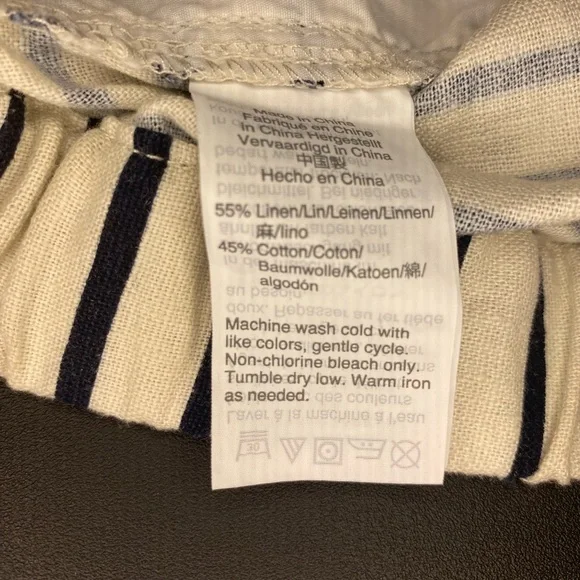 Made in China
Fabriqué en Chine
In China Hergestellt
Vervaardigd in China
中国製
Hecho en China
55% Linen/Lin/Leinen/Linnen/
麻/lino
45% Cotton/Coton/
Baumwolle/Katoen/綿/
algodón
Machine wash cold with
like colors, gentle cycle.
Non-chlorine bleach only.
Tumble dry low. Warm iron
as needed.
30